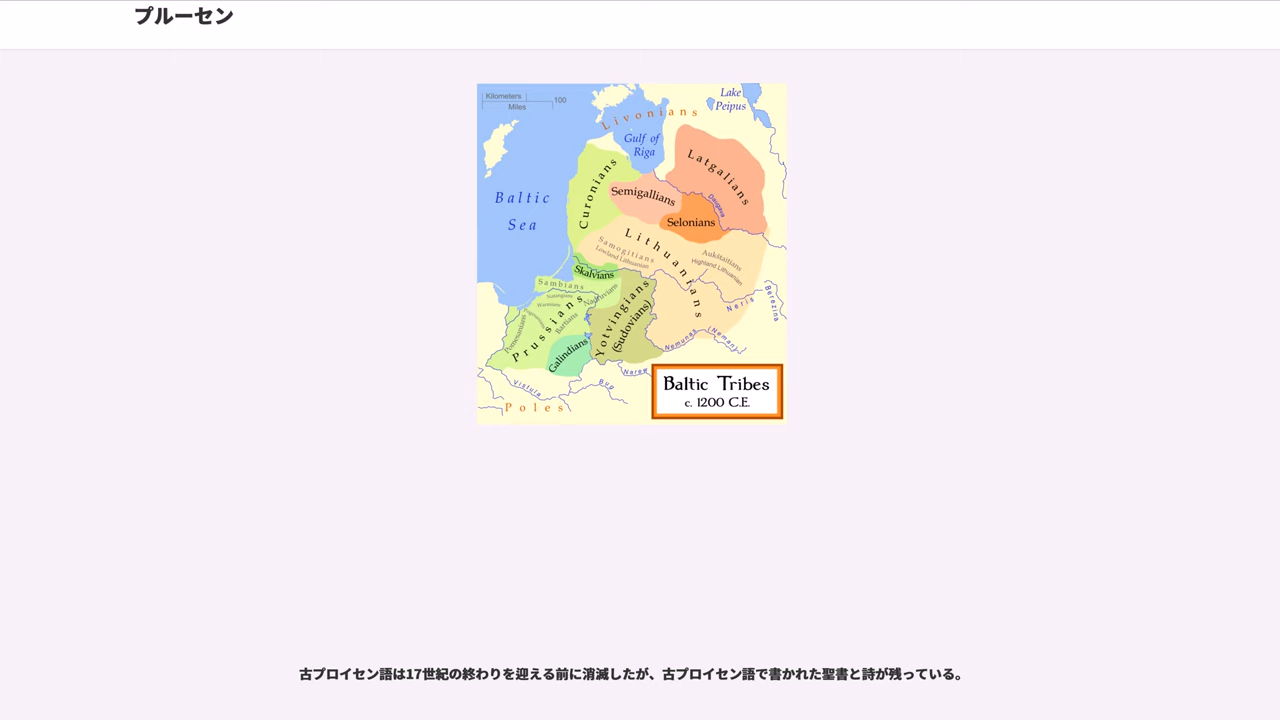 プルーセン
Kilometers
100
Miles
Lake
Peipus
Livonians
Gulf of
Riga
Latgalians
Curonians
Semigallians
Daugava
Baltic
Sea
Selonians
Lithuanians
Samogitians
Lowland Lithuanian
Aukštaitians
Highland Lithuanian
Skalvians
Sambians
Nadruvians
Berezina
Neris
Prussians
Bartians
Pomesanians
Yotvingians
(Sudovians)
Galindians
Nemunas
(Neman)
Narew
Vistula
Bug
Poles
Baltic Tribes
c. 1200 C.E.
古プロイセン語は17世紀の終わりを迎える前に消滅したが、古プロイセン語で書かれた聖書と詩が残っている。